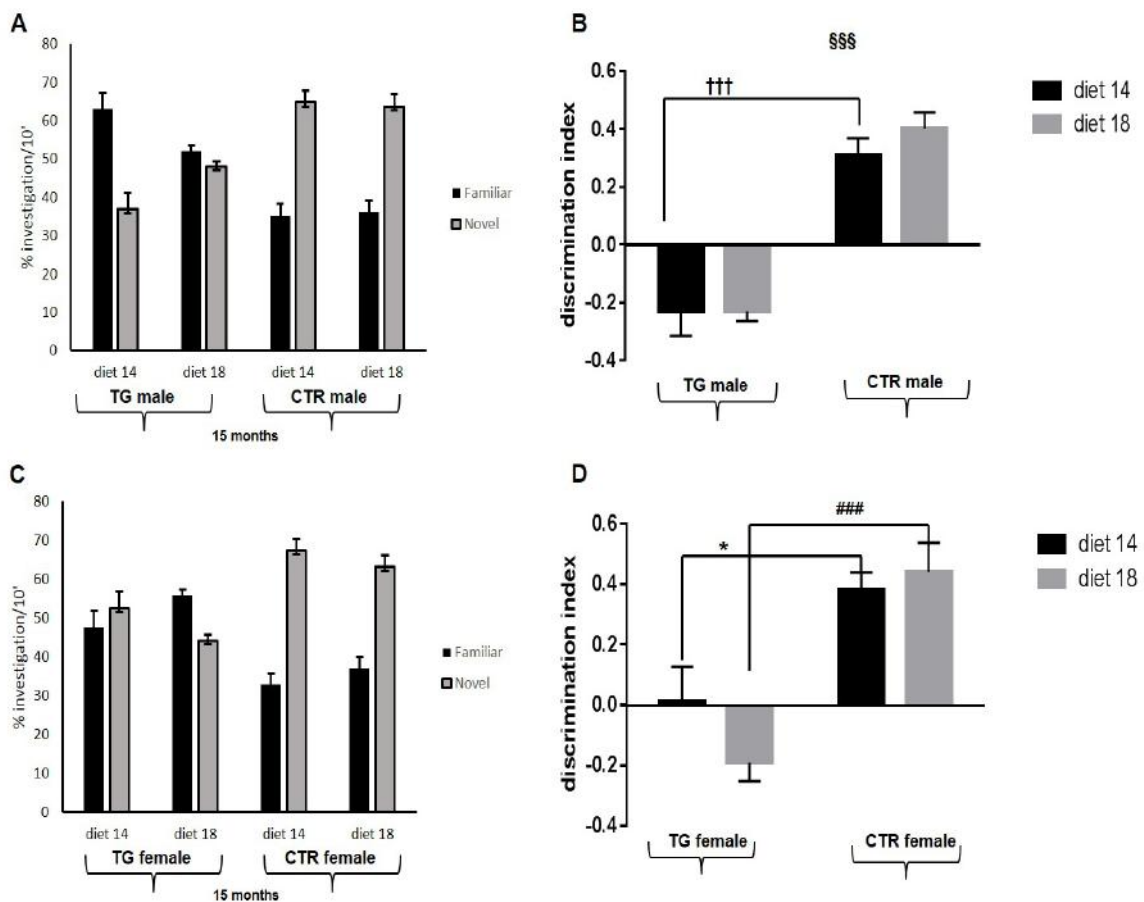 A
80
70
60
50
40
30
20
10
0
% investigation/10'
Familiar
Novel
diet 14 diet 18 diet 14 diet 18
TG male CTR male
15 months
B
§§§
†††
0.6
0.4
0.2
0.0
-0.2
-0.4
discrimination index
diet 14
diet 18
TG male CTR male
C
80
70
60
50
40
30
20
10
0
% investigation/10'
Familiar
Novel
diet 14 diet 18 diet 14 diet 18
TG female CTR female
15 months
D
###
*
0.6
0.4
0.2
0.0
-0.2
-0.4
discrimination index
diet 14
diet 18
TG female CTR female